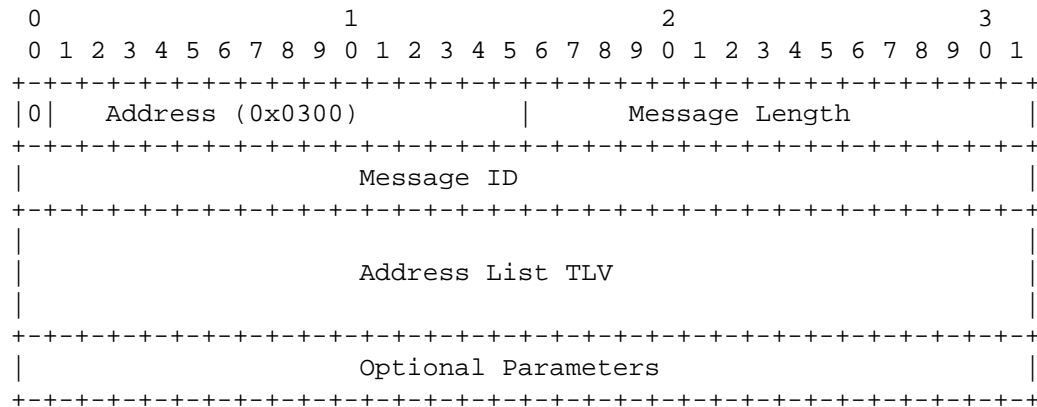 0                   1                   2                   3
 0 1 2 3 4 5 6 7 8 9 0 1 2 3 4 5 6 7 8 9 0 1 2 3 4 5 6 7 8 9 0 1
+-+-+-+-+-+-+-+-+-+-+-+-+-+-+-+-+-+-+-+-+-+-+-+-+-+-+-+-+-+-+-+-+
|0|   Address (0x0300)          |      Message Length           |
+-+-+-+-+-+-+-+-+-+-+-+-+-+-+-+-+-+-+-+-+-+-+-+-+-+-+-+-+-+-+-+-+
|                     Message ID                                |
+-+-+-+-+-+-+-+-+-+-+-+-+-+-+-+-+-+-+-+-+-+-+-+-+-+-+-+-+-+-+-+-+
|                                                               |
|                     Address List TLV                          |
|                                                               |
+-+-+-+-+-+-+-+-+-+-+-+-+-+-+-+-+-+-+-+-+-+-+-+-+-+-+-+-+-+-+-+-+
|                     Optional Parameters                       |
+-+-+-+-+-+-+-+-+-+-+-+-+-+-+-+-+-+-+-+-+-+-+-+-+-+-+-+-+-+-+-+-+